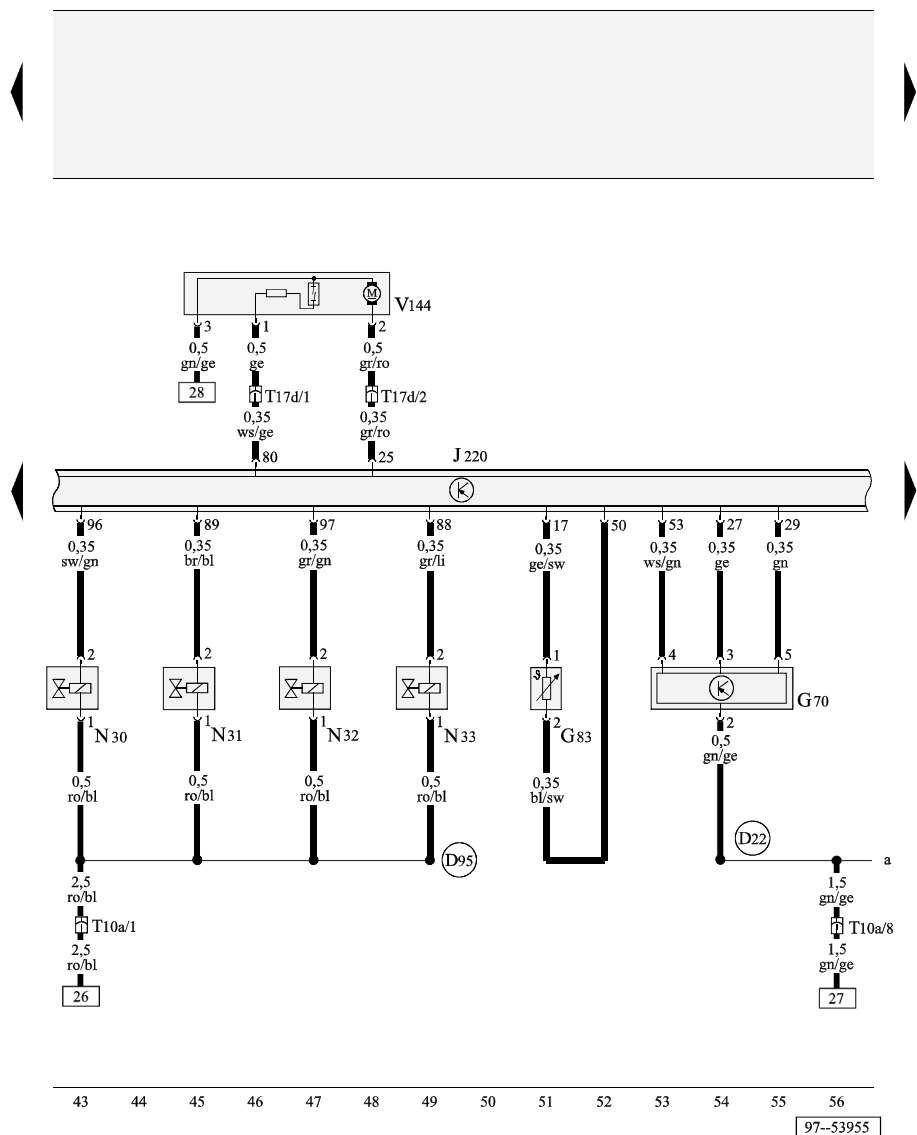 M
V144
3 1 2
0,5 0,5 0,5
gn/ge ge gr/ro
28 T17d/1 T17d/2
0,35 0,35
ws/ge gr/ro
80 25 J 220
96 89 97 88 17 50 53 27 29
0,35 0,35 0,35 0,35 0,35 0,35 0,35 0,35
sw/gn br/bl gr/gn gr/li ge/sw ws/gn ge gn
2 2 2 2 1 4 3 5
ϑ
G70
1 N30 1 N31 1 N32 1 N33 2 G83 2
0,5
gn/ge
0,5 0,5 0,5 0,5 0,35
ro/bl ro/bl ro/bl ro/bl bl/sw
D22
D95 a
2,5 1,5
ro/bl gn/ge
T10a/1 T10a/8
2,5 1,5
ro/bl gn/ge
26 27
43 44 45 46 47 48 49 50 51 52 53 54 55 56
97--53955